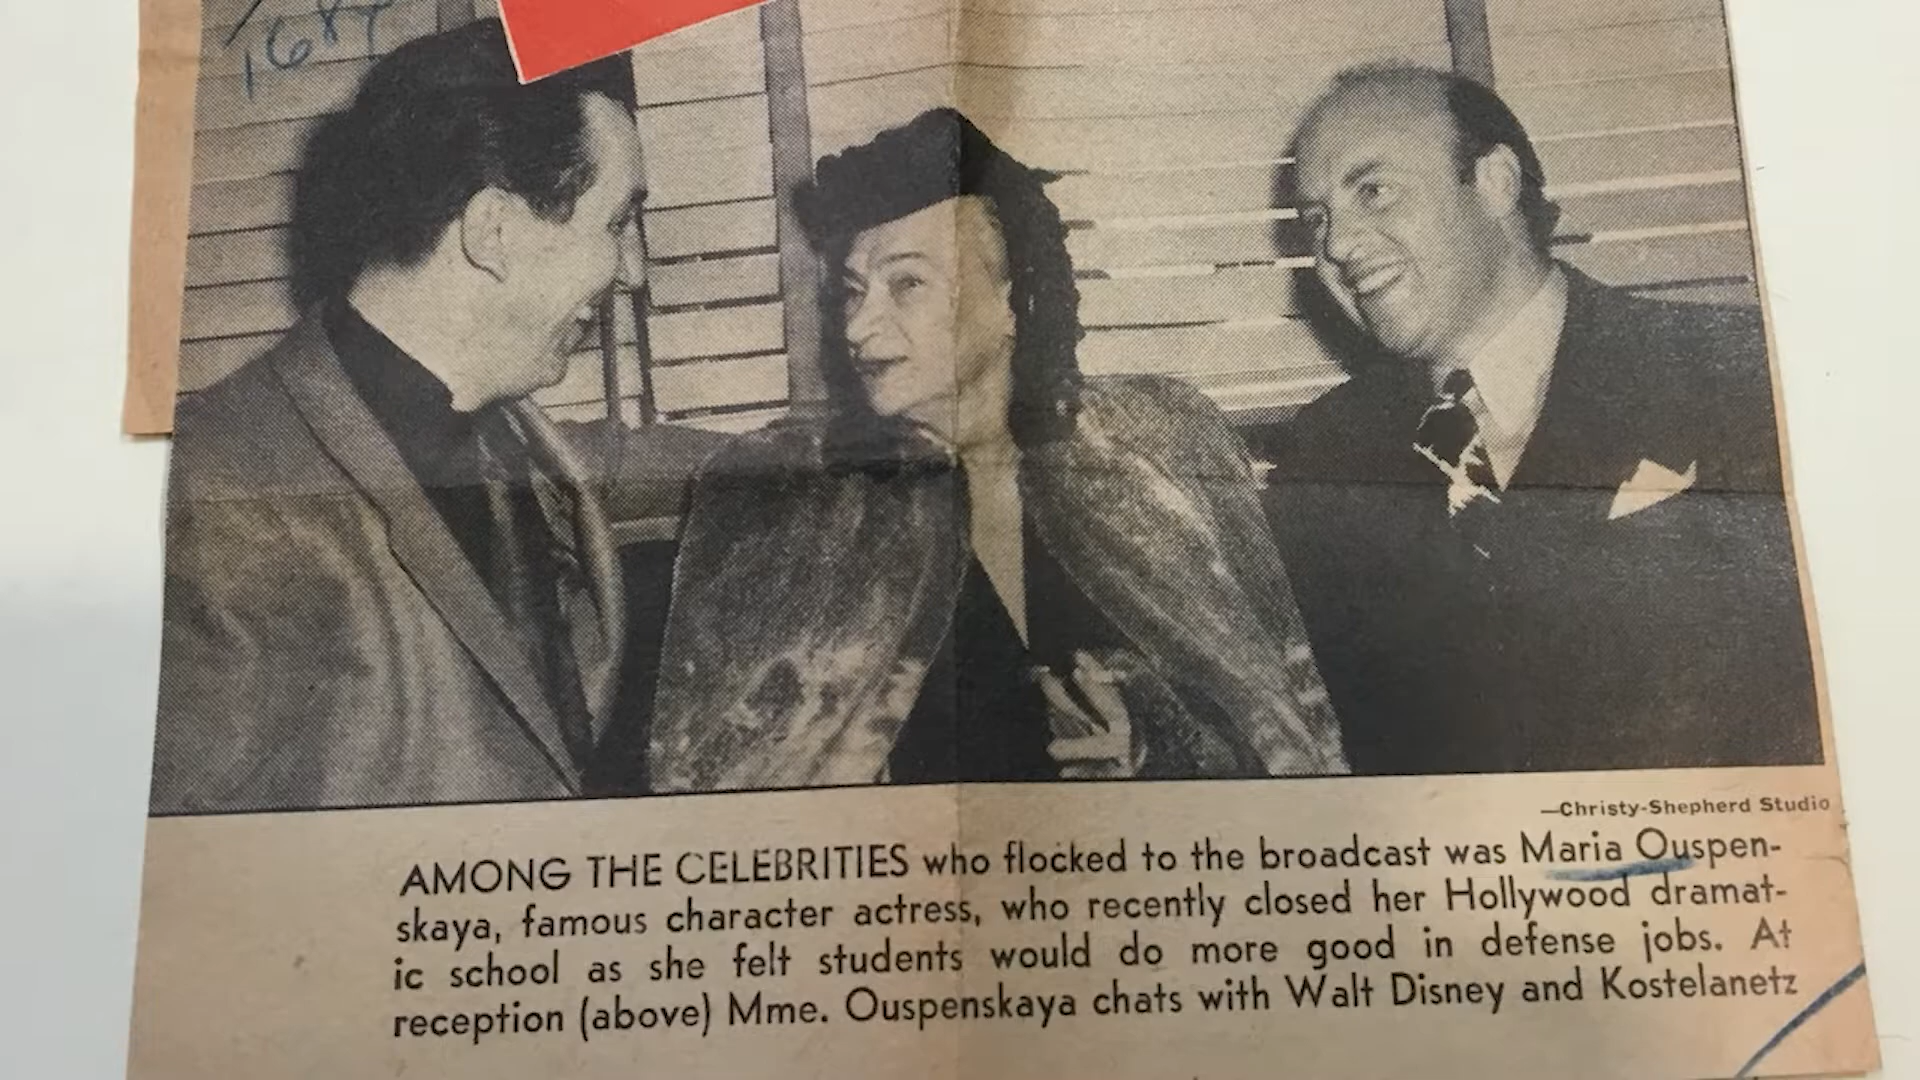 168
—Christy-Shepherd Studio
AMONG THE CELEBRITIES who flocked to the broadcast was Maria Ouspen-
skaya, famous character actress, who recently closed her Hollywood dramat-
ic school as she felt students would do more good in defense jobs. At
reception (above) Mme. Ouspenskaya chats with Walt Disney and Kostelanetz